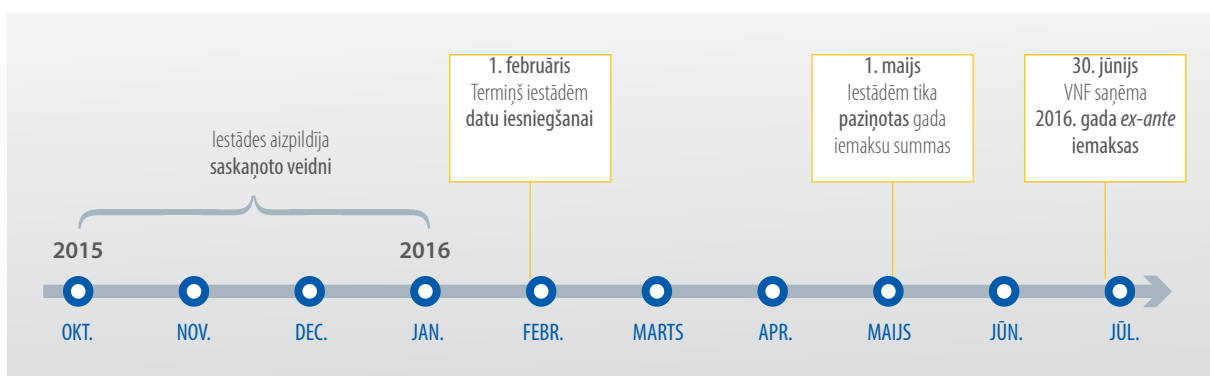 1. februāris
Termiņš iestādēm
datu iesniegšanai
1. maijs
Iestādēm tika
paziņotas gada
iemaksu summas
30. jūnijs
VNF saņēma
2016. gada ex-ante
iemaksas
Iestādes aizpildīja
saskaņoto veidni
2015
2016
OKT.
NOV.
DEC.
JAN.
FEBR.
MARTS
APR.
MAIJS
JŪN.
JŪL.